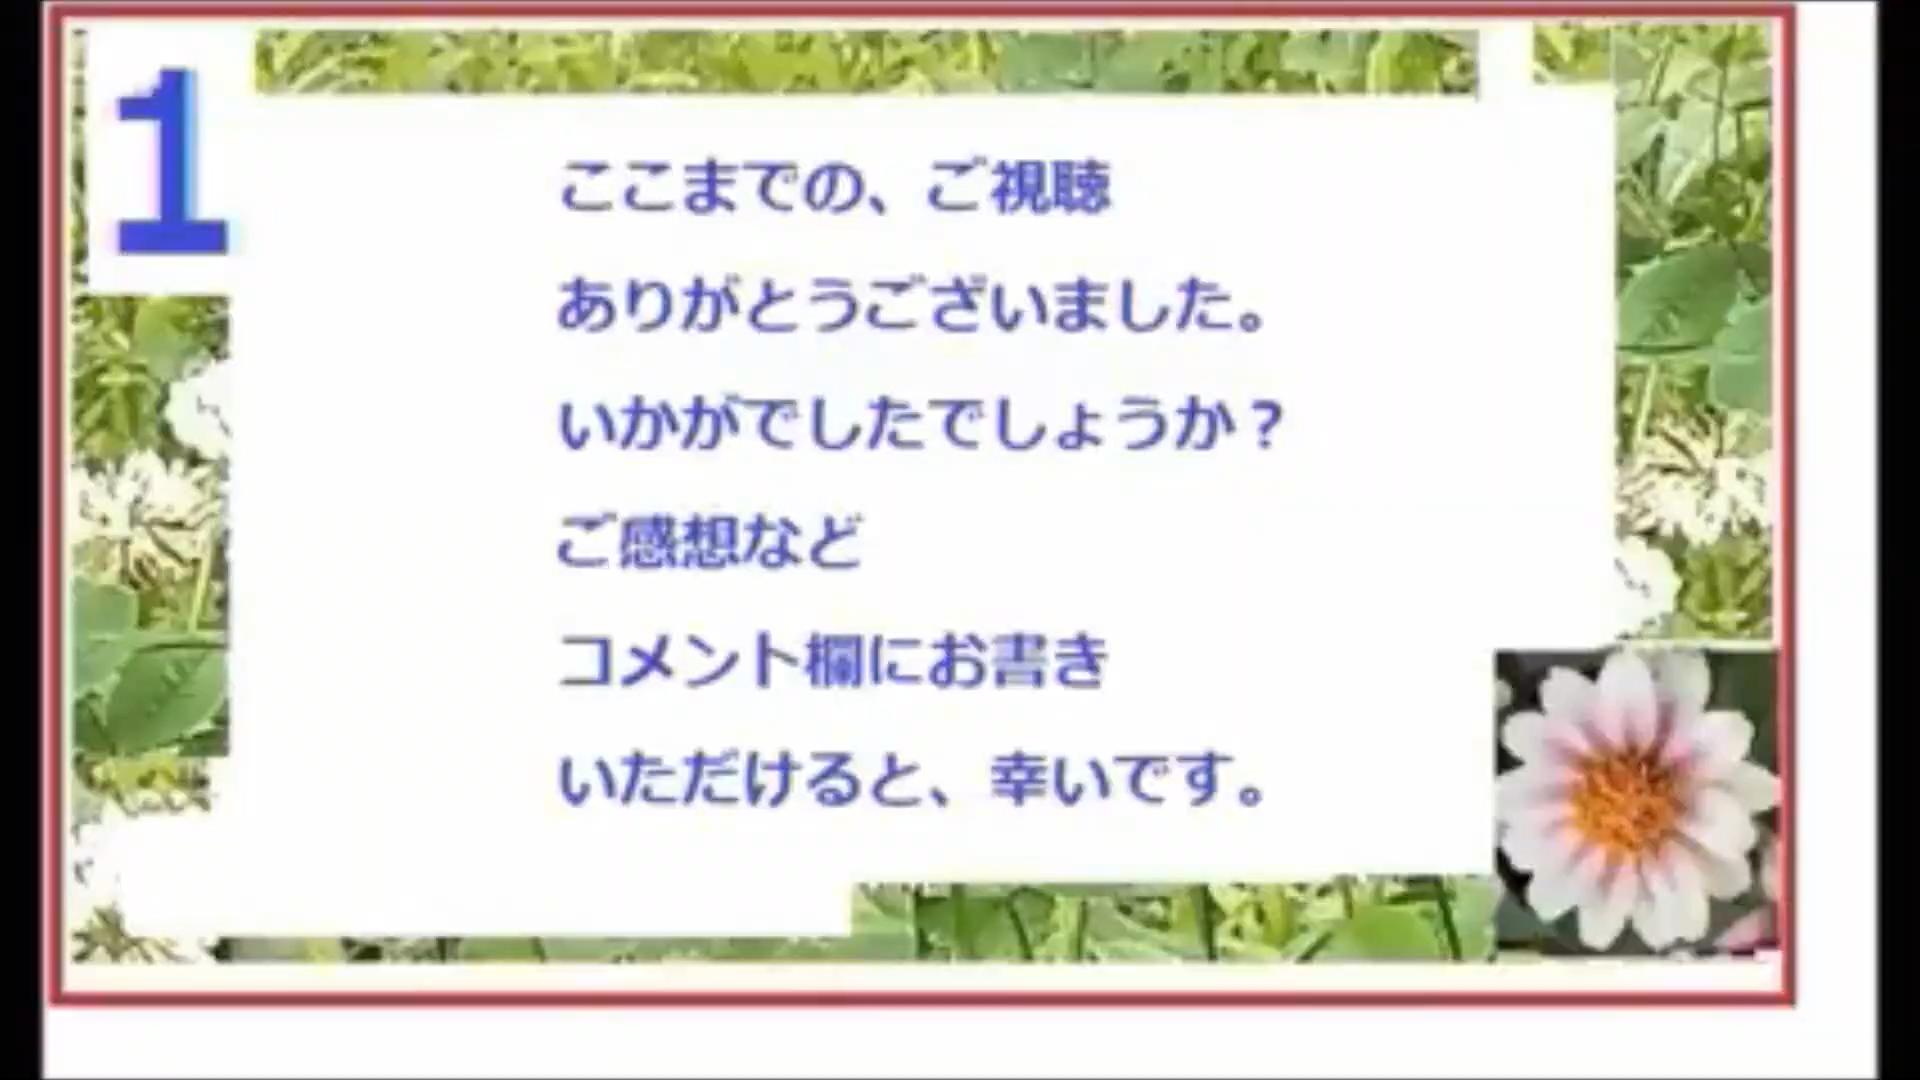 1
ここまでの、ご視聴
ありがとうございました。
いかがでしたでしょうか？
ご感想など
コメント欄にお書き
いただけると、幸いです。